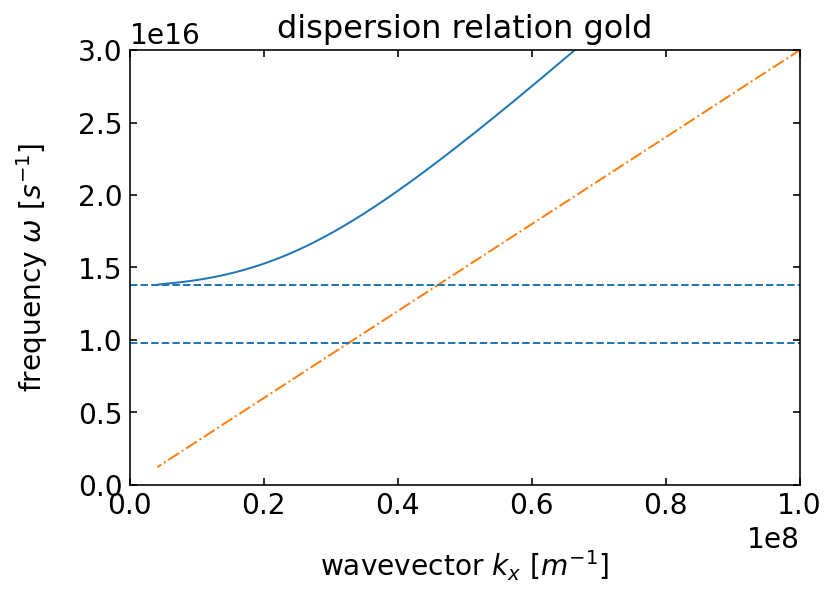 dispersion relation gold
1e16
3.0
2.5
2.0
1.5
1.0
0.5
0.0
frequency ω [s⁻¹]
0.0 0.2 0.4 0.6 0.8 1.0
1e8
wavevector kₓ [m⁻¹]